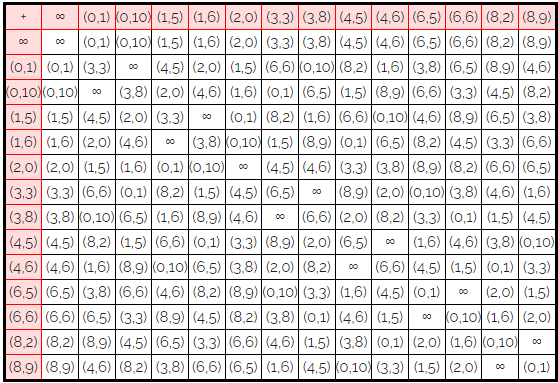 + ∞ (0,1) (0,10) (1,5) (1,6) (2,0) (3,3) (3,8) (4,5) (4,6) (6,5) (6,6) (8,2) (8,9)
∞ ∞ (0,1) (0,10) (1,5) (1,6) (2,0) (3,3) (3,8) (4,5) (4,6) (6,5) (6,6) (8,2) (8,9)
(0,1) (0,1) (3,3) ∞ (4,5) (2,0) (1,5) (6,6) (0,10) (8,2) (1,6) (3,8) (6,5) (8,9) (4,6)
(0,10) (0,10) ∞ (3,8) (2,0) (4,6) (1,6) (0,1) (6,5) (1,5) (8,9) (6,6) (3,3) (4,5) (8,2)
(1,5) (1,5) (4,5) (2,0) (3,3) ∞ (0,1) (8,2) (1,6) (6,6) (0,10) (4,6) (8,9) (6,5) (3,8)
(1,6) (1,6) (2,0) (4,6) ∞ (3,8) (0,10) (1,5) (8,9) (0,1) (6,5) (8,2) (4,5) (3,3) (6,6)
(2,0) (2,0) (1,5) (1,6) (0,1) (0,10) ∞ (4,5) (4,6) (3,3) (3,8) (8,9) (8,2) (6,6) (6,5)
(3,3) (3,3) (6,6) (0,1) (8,2) (1,5) (4,5) (6,5) ∞ (8,9) (2,0) (0,10) (3,8) (4,6) (1,6)
(3,8) (3,8) (0,10) (6,5) (1,6) (8,9) (4,6) ∞ (6,6) (2,0) (8,2) (3,3) (0,1) (1,5) (4,5)
(4,5) (4,5) (8,2) (1,5) (6,6) (0,1) (3,3) (8,9) (2,0) (6,5) ∞ (1,6) (4,6) (3,8) (0,10)
(4,6) (4,6) (1,6) (8,9) (0,10) (6,5) (3,8) (2,0) (8,2) ∞ (6,6) (4,5) (1,5) (0,1) (3,3)
(6,5) (6,5) (3,8) (6,6) (4,6) (8,2) (8,9) (0,10) (3,3) (1,6) (4,5) (0,1) ∞ (2,0) (1,5)
(6,6) (6,6) (6,5) (3,3) (8,9) (4,5) (8,2) (3,8) (0,1) (4,6) (1,5) ∞ (0,10) (1,6) (2,0)
(8,2) (8,2) (8,9) (4,5) (6,5) (3,3) (6,6) (4,6) (1,5) (3,8) (0,1) (2,0) (1,6) (0,10) ∞
(8,9) (8,9) (4,6) (8,2) (3,8) (6,6) (6,5) (1,6) (4,5) (0,10) (3,3) (1,5) (2,0) ∞ (0,1)